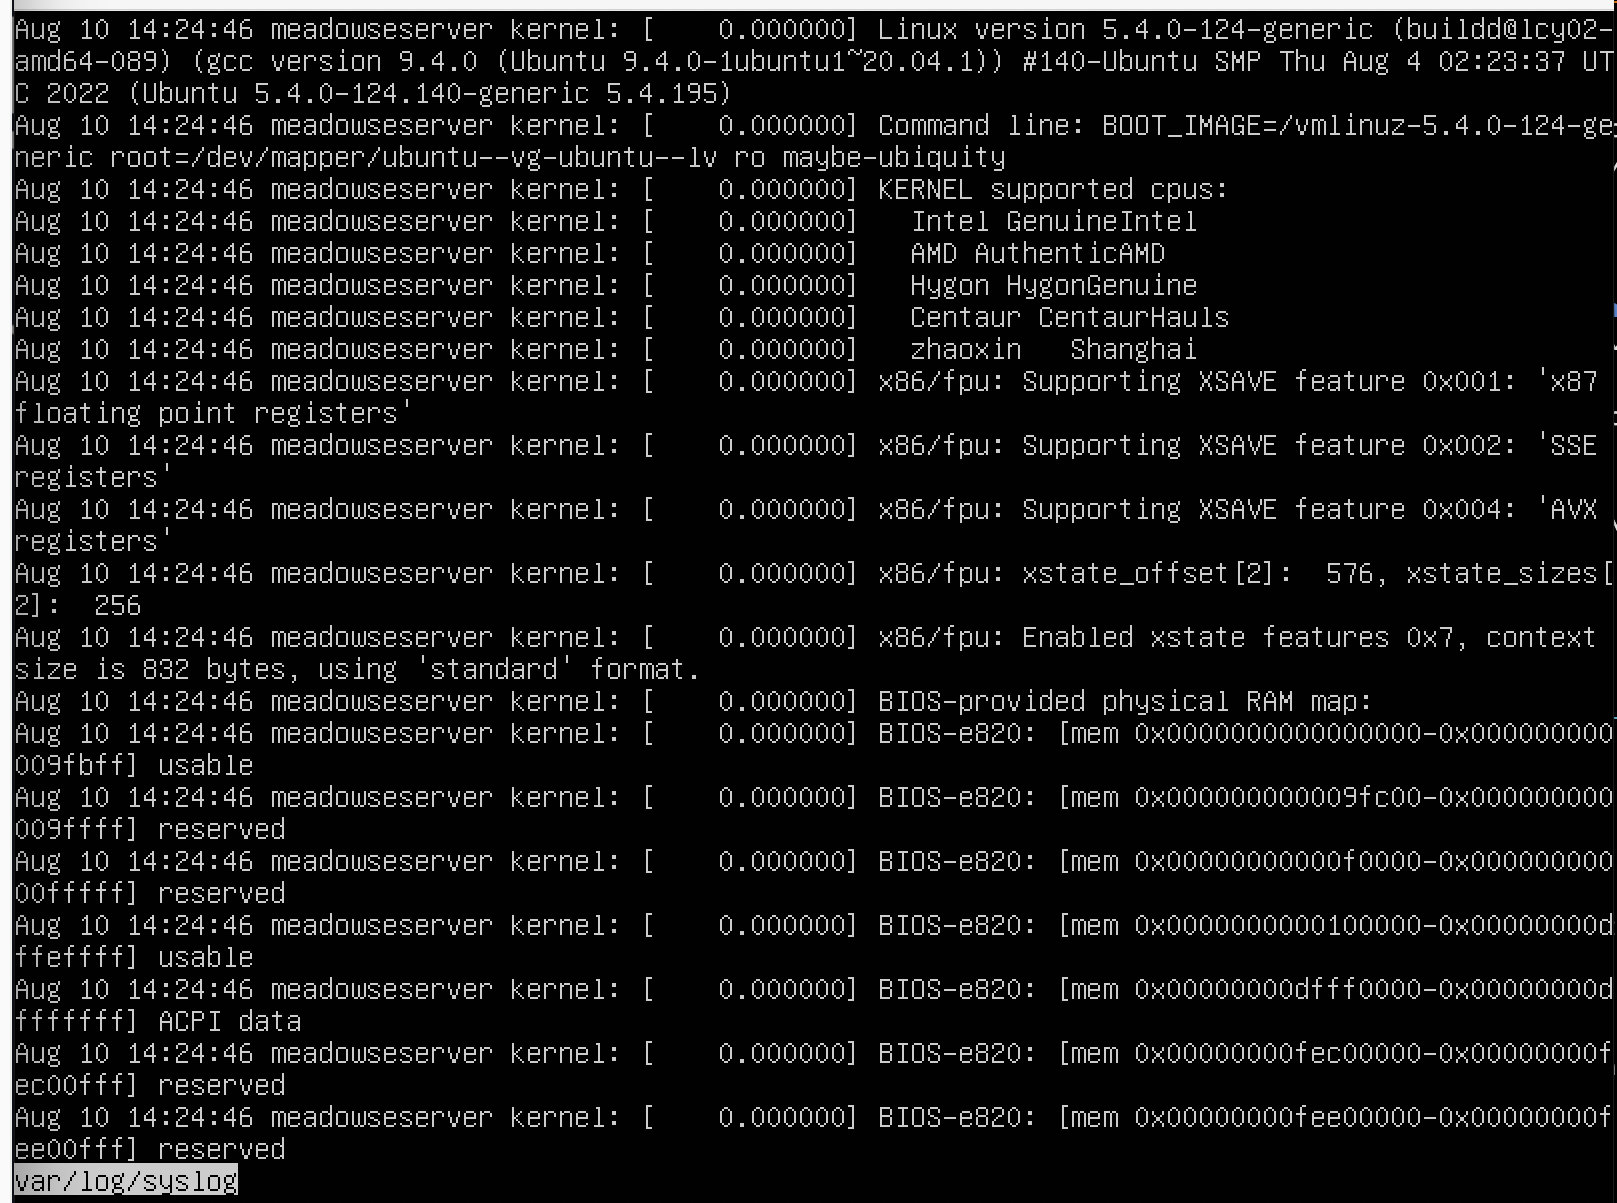 Aug 10 14:24:46 meadowseserver kernel: [    0.000000] Linux version 5.4.0-124-generic (buildd@lcy02-
amd64-089) (gcc version 9.4.0 (Ubuntu 9.4.0-1ubuntu1~20.04.1)) #140-Ubuntu SMP Thu Aug 4 02:23:37 UT
C 2022 (Ubuntu 5.4.0-124.140-generic 5.4.195)
Aug 10 14:24:46 meadowseserver kernel: [    0.000000] Command line: BOOT_IMAGE=/vmlinuz-5.4.0-124-ge
neric root=/dev/mapper/ubuntu--vg-ubuntu--lv ro maybe-ubiquity
Aug 10 14:24:46 meadowseserver kernel: [    0.000000] KERNEL supported cpus:
Aug 10 14:24:46 meadowseserver kernel: [    0.000000]   Intel GenuineIntel
Aug 10 14:24:46 meadowseserver kernel: [    0.000000]   AMD AuthenticAMD
Aug 10 14:24:46 meadowseserver kernel: [    0.000000]   Hygon HygonGenuine
Aug 10 14:24:46 meadowseserver kernel: [    0.000000]   Centaur CentaurHauls
Aug 10 14:24:46 meadowseserver kernel: [    0.000000]   zhaoxin   Shanghai
Aug 10 14:24:46 meadowseserver kernel: [    0.000000] x86/fpu: Supporting XSAVE feature 0x001: 'x87
floating point registers'
Aug 10 14:24:46 meadowseserver kernel: [    0.000000] x86/fpu: Supporting XSAVE feature 0x002: 'SSE
registers'
Aug 10 14:24:46 meadowseserver kernel: [    0.000000] x86/fpu: Supporting XSAVE feature 0x004: 'AVX
registers'
Aug 10 14:24:46 meadowseserver kernel: [    0.000000] x86/fpu: xstate_offset[2]:  576, xstate_sizes[
2]:  256
Aug 10 14:24:46 meadowseserver kernel: [    0.000000] x86/fpu: Enabled xstate features 0x7, context
size is 832 bytes, using 'standard' format.
Aug 10 14:24:46 meadowseserver kernel: [    0.000000] BIOS-provided physical RAM map:
Aug 10 14:24:46 meadowseserver kernel: [    0.000000] BIOS-e820: [mem 0x0000000000000000-0x000000000
009fbff] usable
Aug 10 14:24:46 meadowseserver kernel: [    0.000000] BIOS-e820: [mem 0x000000000009fc00-0x000000000
009ffff] reserved
Aug 10 14:24:46 meadowseserver kernel: [    0.000000] BIOS-e820: [mem 0x00000000000f0000-0x000000000
00fffff] reserved
Aug 10 14:24:46 meadowseserver kernel: [    0.000000] BIOS-e820: [mem 0x0000000000100000-0x00000000d
ffeffff] usable
Aug 10 14:24:46 meadowseserver kernel: [    0.000000] BIOS-e820: [mem 0x00000000dfff0000-0x00000000d
fffffff] ACPI data
Aug 10 14:24:46 meadowseserver kernel: [    0.000000] BIOS-e820: [mem 0x00000000fec00000-0x00000000f
ec00fff] reserved
Aug 10 14:24:46 meadowseserver kernel: [    0.000000] BIOS-e820: [mem 0x00000000fee00000-0x00000000f
ee00fff] reserved
var/log/syslog